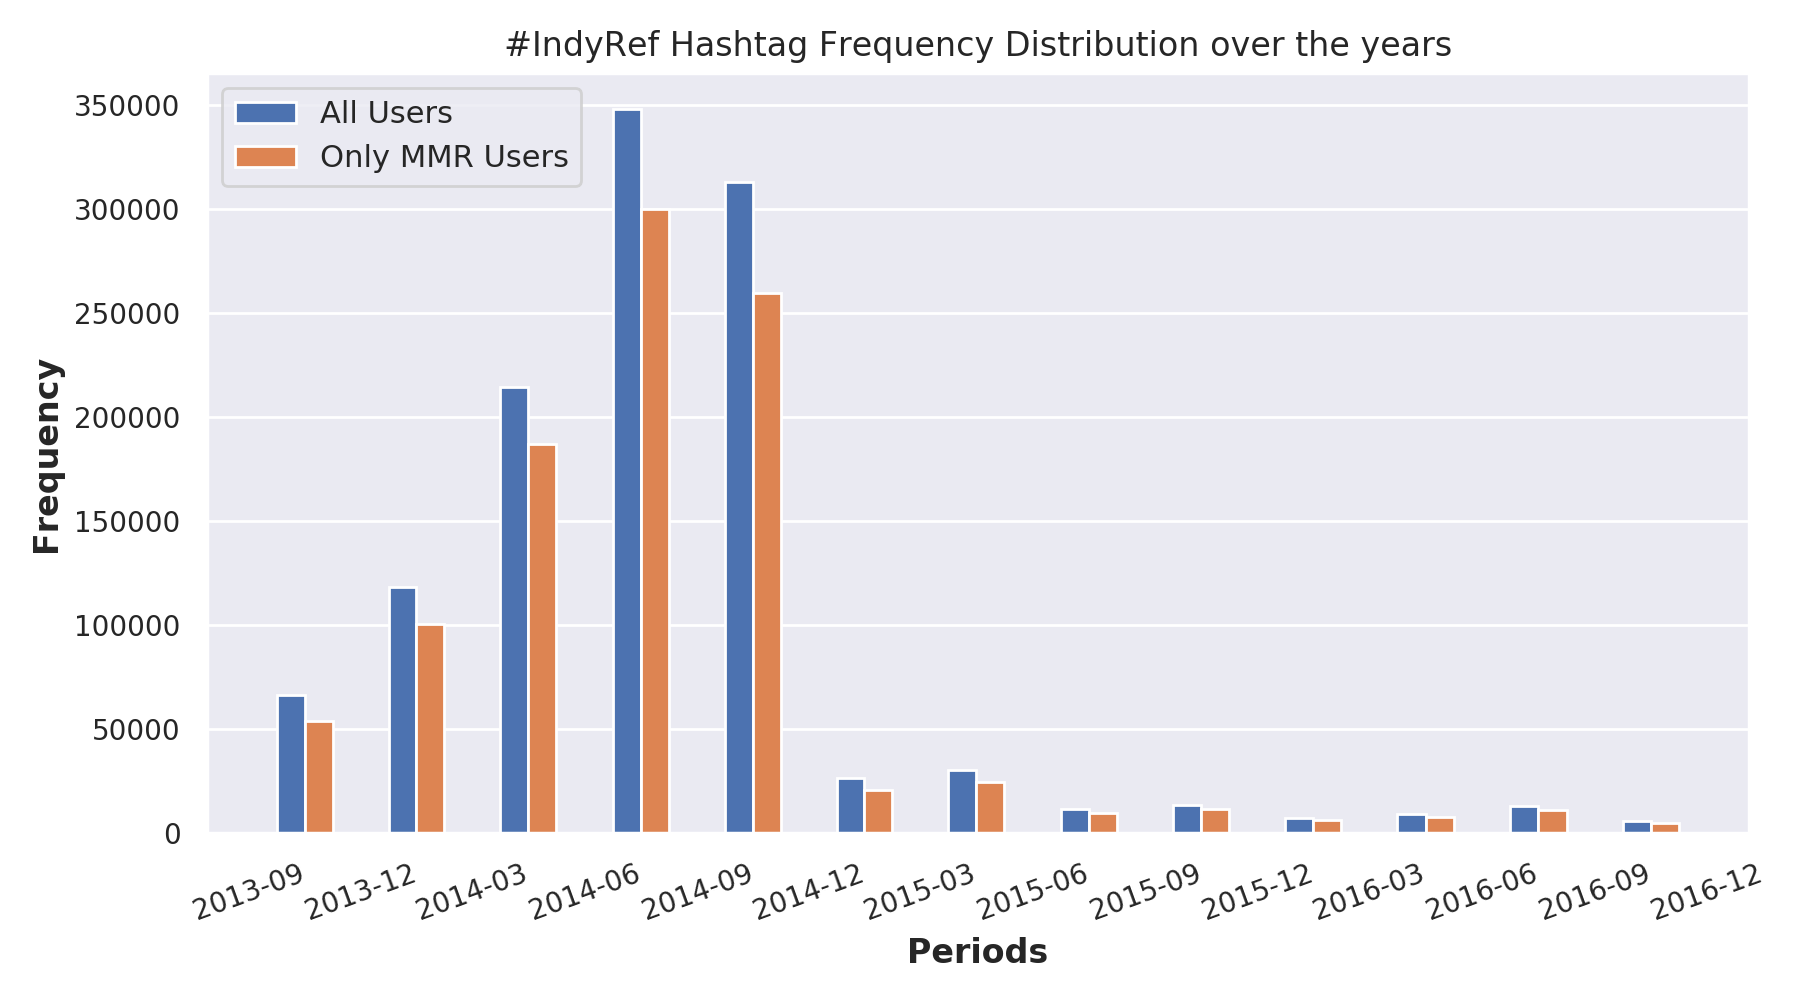 #IndyRef Hashtag Frequency Distribution over the years
All Users
Only MMR Users
350000
300000
250000
200000
150000
100000
50000
0
Frequency
2013-09 2013-12 2014-03 2014-06 2014-09 2014-12 2015-03 2015-06 2015-09 2015-12 2016-03 2016-06 2016-09 2016-12
Periods